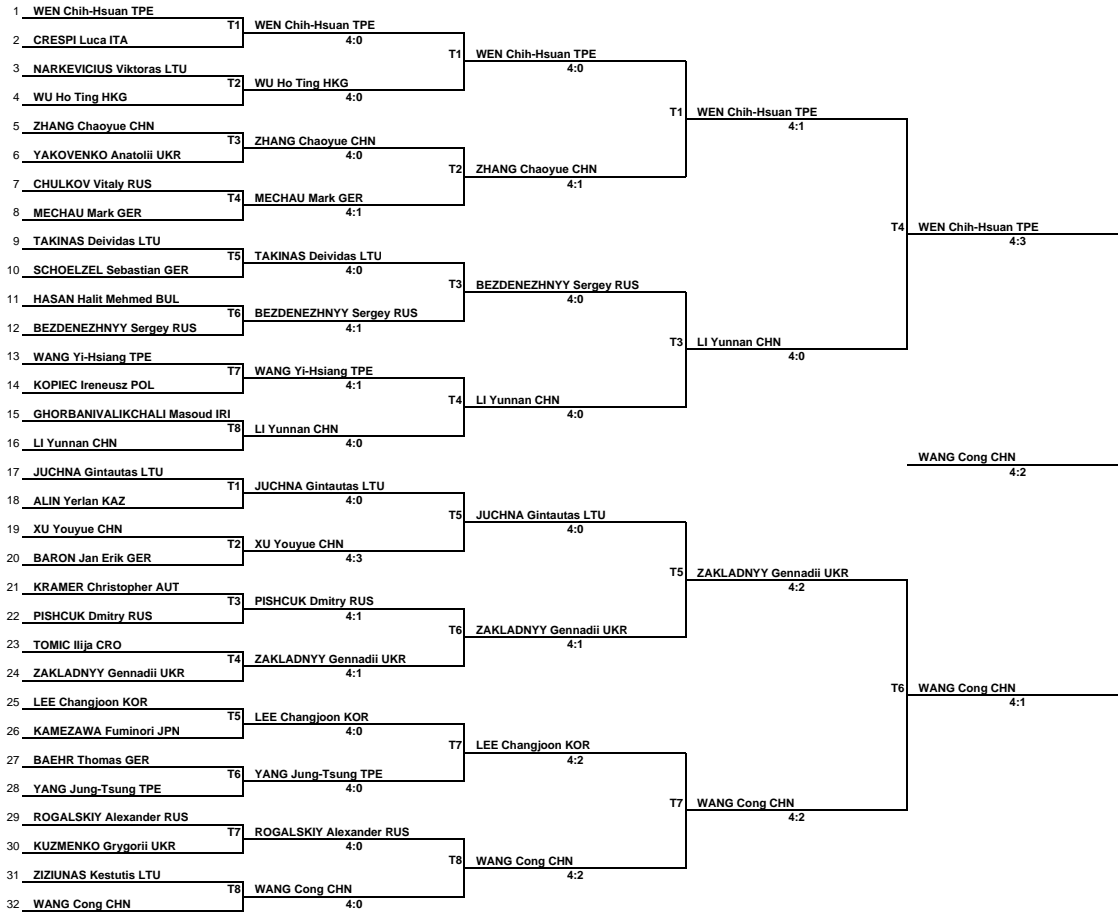 1 WEN Chih-Hsuan TPE
T1 WEN Chih-Hsuan TPE
2 CRESPI Luca ITA
4:0
T1 WEN Chih-Hsuan TPE
4:0
3 NARKEVICIUS Viktoras LTU
T2 WU Ho Ting HKG
4 WU Ho Ting HKG
4:0
T1 WEN Chih-Hsuan TPE
4:1
5 ZHANG Chaoyue CHN
T3 ZHANG Chaoyue CHN
6 YAKOVENKO Anatolii UKR
4:0
T2 ZHANG Chaoyue CHN
4:1
7 CHULKOV Vitaly RUS
T4 MECHAU Mark GER
8 MECHAU Mark GER
4:1
T4 WEN Chih-Hsuan TPE
4:3
9 TAKINAS Deividas LTU
T5 TAKINAS Deividas LTU
10 SCHOELZEL Sebastian GER
4:0
T3 BEZDENEZHNYY Sergey RUS
4:0
11 HASAN Halit Mehmed BUL
T6 BEZDENEZHNYY Sergey RUS
12 BEZDENEZHNYY Sergey RUS
4:1
T3 LI Yunnan CHN
4:0
13 WANG Yi-Hsiang TPE
T7 WANG Yi-Hsiang TPE
14 KOPIEC Ireneusz POL
4:1
T4 LI Yunnan CHN
4:0
15 GHORBANIVALIKCHALI Masoud IRI
T8 LI Yunnan CHN
16 LI Yunnan CHN
4:0
WANG Cong CHN
4:2
17 JUCHNA Gintautas LTU
T1 JUCHNA Gintautas LTU
18 ALIN Yerlan KAZ
4:0
T5 JUCHNA Gintautas LTU
4:0
19 XU Youyue CHN
T2 XU Youyue CHN
20 BARON Jan Erik GER
4:3
T5 ZAKLADNYY Gennadii UKR
4:2
21 KRAMER Christopher AUT
T3 PISHCUK Dmitry RUS
22 PISHCUK Dmitry RUS
4:1
T6 ZAKLADNYY Gennadii UKR
4:1
23 TOMIC Ilija CRO
T4 ZAKLADNYY Gennadii UKR
24 ZAKLADNYY Gennadii UKR
4:1
T6 WANG Cong CHN
4:1
25 LEE Changjoon KOR
T5 LEE Changjoon KOR
26 KAMEZAWA Fuminori JPN
4:0
T7 LEE Changjoon KOR
4:2
27 BAEHR Thomas GER
T6 YANG Jung-Tsung TPE
28 YANG Jung-Tsung TPE
4:0
T7 WANG Cong CHN
4:2
29 ROGALSKIY Alexander RUS
T7 ROGALSKIY Alexander RUS
30 KUZMENKO Grygorii UKR
4:0
T8 WANG Cong CHN
4:2
31 ZIZIUNAS Kestutis LTU
T8 WANG Cong CHN
32 WANG Cong CHN
4:0